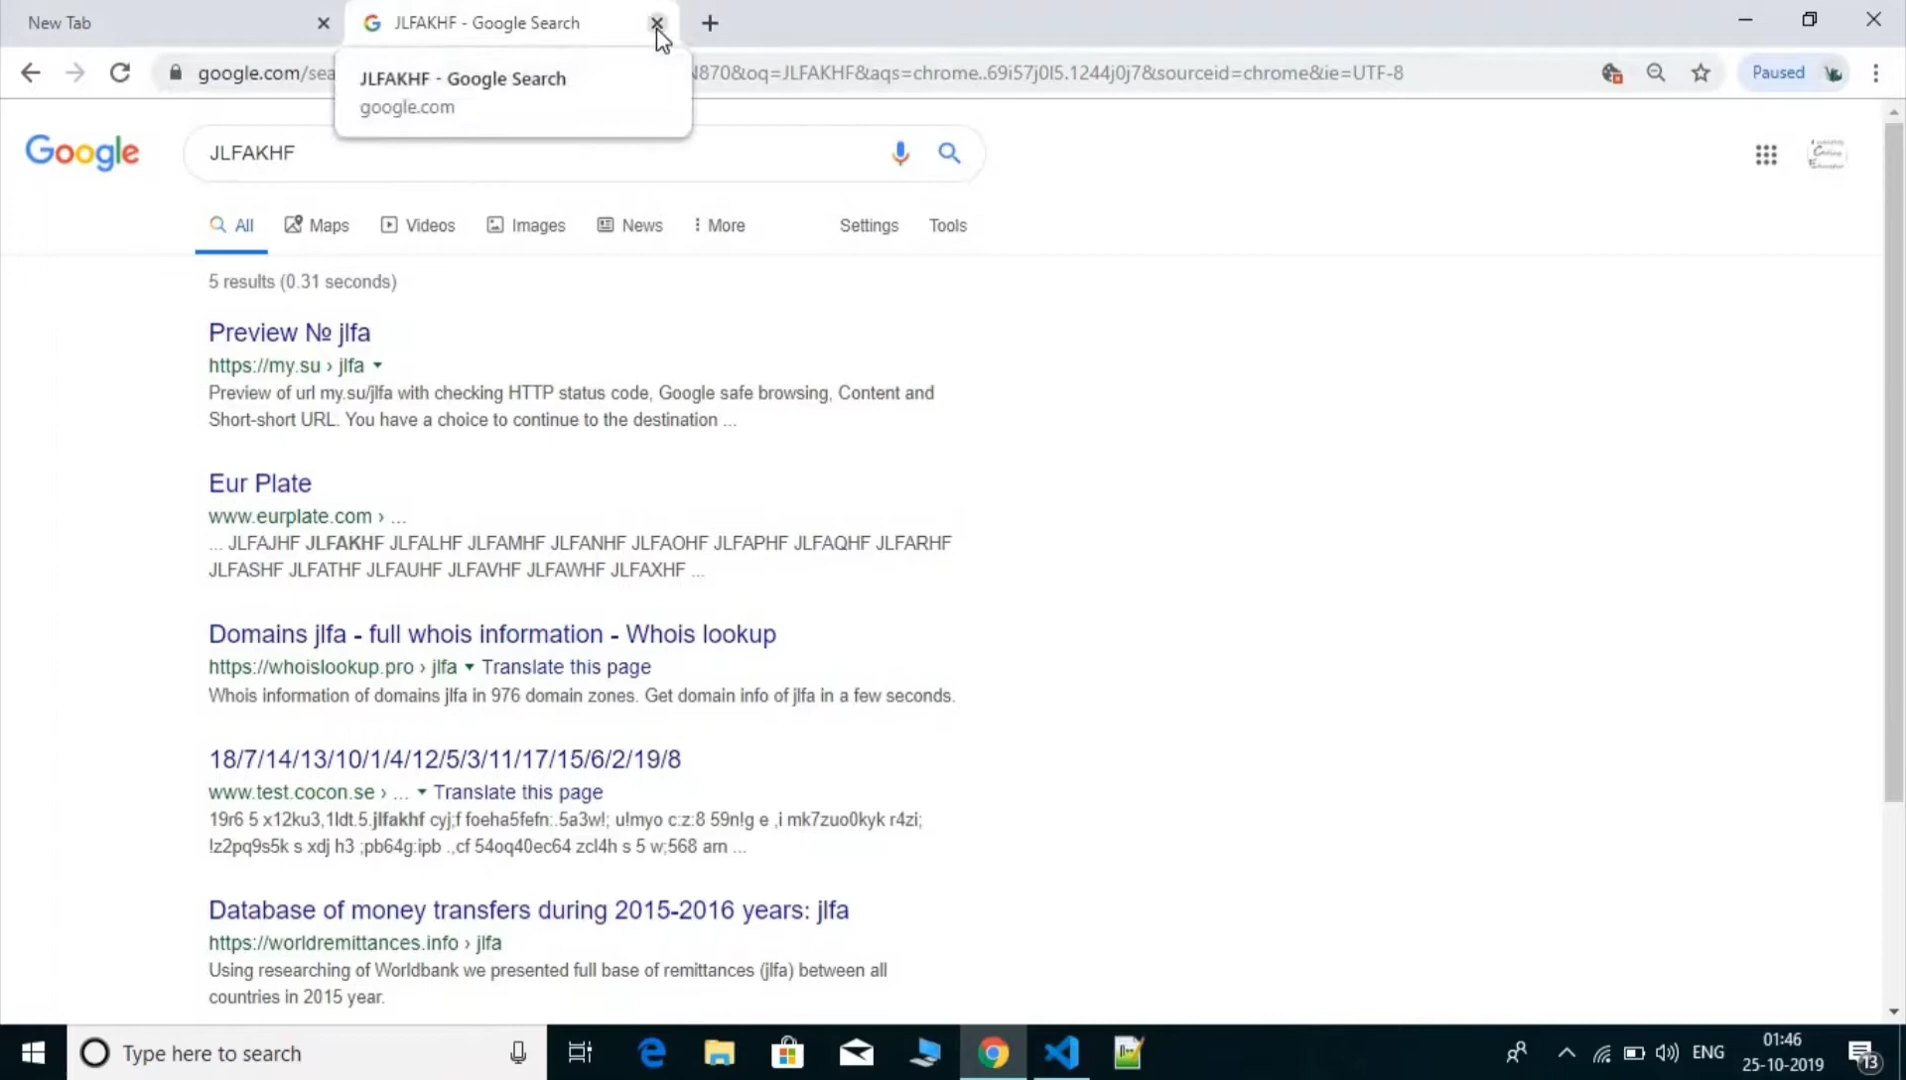 New Tab
JLFAKHF - Google Search
google.com/sea
N870&oq=JLFAKHF&aqs=chrome..69i57j0l5.1244j0j7&sourceid=chrome&ie=UTF-8
Paused
JLFAKHF - Google Search
google.com
Google
JLFAKHF
All
Maps
Videos
Images
News
More
Settings
Tools
5 results (0.31 seconds)
Preview № jlfa
https://my.su › jlfa
Preview of url my.su/jlfa with checking HTTP status code, Google safe browsing, Content and
Short-short URL. You have a choice to continue to the destination ...
Eur Plate
www.eurplate.com › ...
... JLFAJHF JLFAKHF JLFALHF JLFAMHF JLFANHF JLFAOHF JLFAPHF JLFAQHF JLFARHF
JLFASHF JLFATHF JLFAUHF JLFAVHF JLFAWHF JLFAXHF ...
Domains jlfa - full whois information - Whois lookup
https://whoislookup.pro › jlfa Translate this page
Whois information of domains jlfa in 976 domain zones. Get domain info of jlfa in a few seconds.
18/7/14/13/10/1/4/12/5/3/11/17/15/6/2/19/8
www.test.cocon.se › ... Translate this page
19r6 5 x12ku3,1ldt.5.jlfakhf cyj;f foeha5fefn:.5a3w!; u!myo c:z:8 59n!g e ,i mk7zuo0kyk r4zi;
!z2pq9s5k s xdj h3 ;pb64g:ipb .,cf 54oq40ec64 zcl4h s 5 w;568 arn ...
Database of money transfers during 2015-2016 years: jlfa
https://worldremittances.info › jlfa
Using researching of Worldbank we presented full base of remittances (jlfa) between all
countries in 2015 year.
Type here to search
ENG
01:46
25-10-2019
13